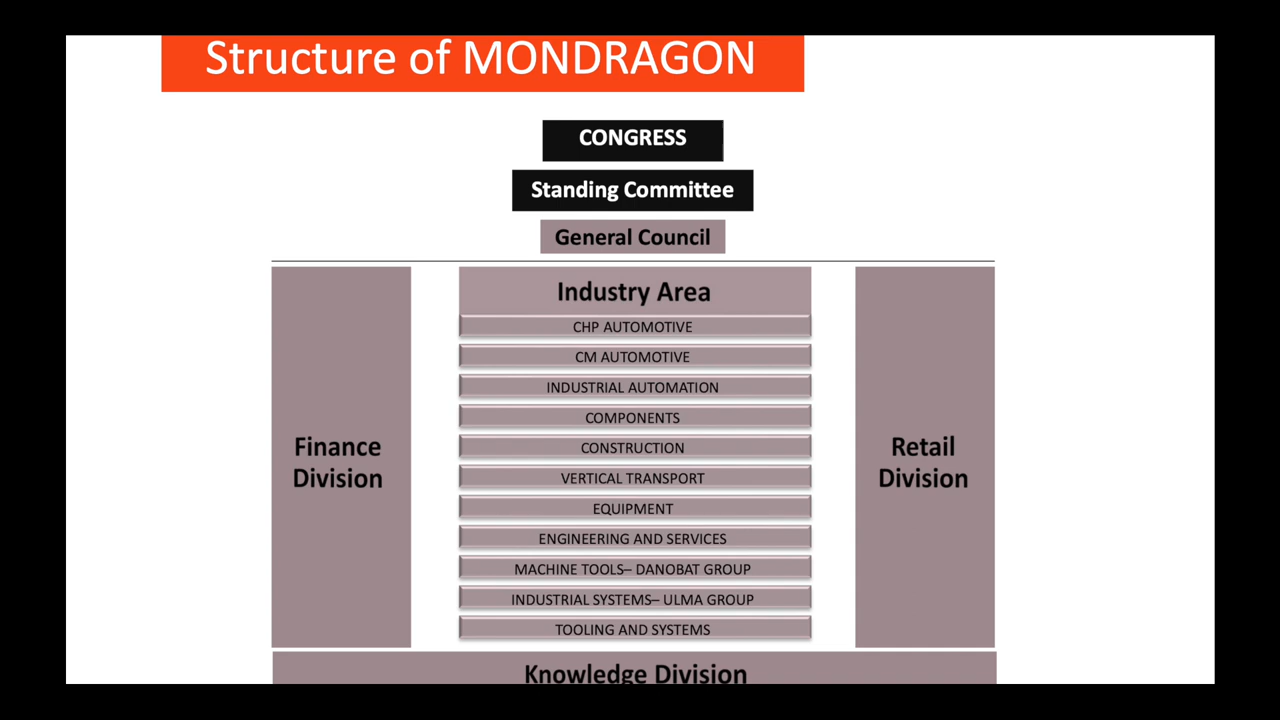 Structure of MONDRAGON
CONGRESS
Standing Committee
General Council
Finance
Division
Industry Area
CHP AUTOMOTIVE
CM AUTOMOTIVE
INDUSTRIAL AUTOMATION
COMPONENTS
CONSTRUCTION
VERTICAL TRANSPORT
EQUIPMENT
ENGINEERING AND SERVICES
MACHINE TOOLS– DANOBAT GROUP
INDUSTRIAL SYSTEMS– ULMA GROUP
TOOLING AND SYSTEMS
Retail
Division
Knowledge Division